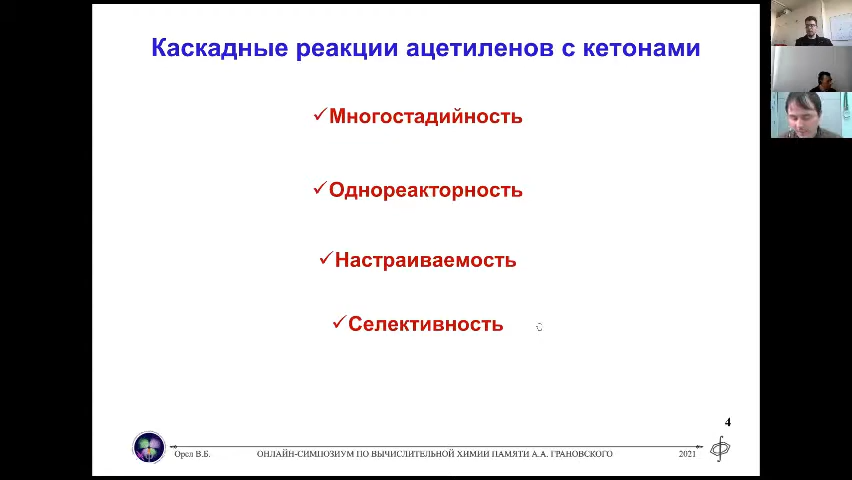 Каскадные реакции ацетиленов с кетонами
Многостадийность
Однореакторность
Настраиваемость
Селективность
4
Орел В.Б.
ОНЛАЙН-СИМПОЗИУМ ПО ВЫЧИСЛИТЕЛЬНОЙ ХИМИИ ПАМЯТИ А.А. ГРАНОВСКОГО
2021